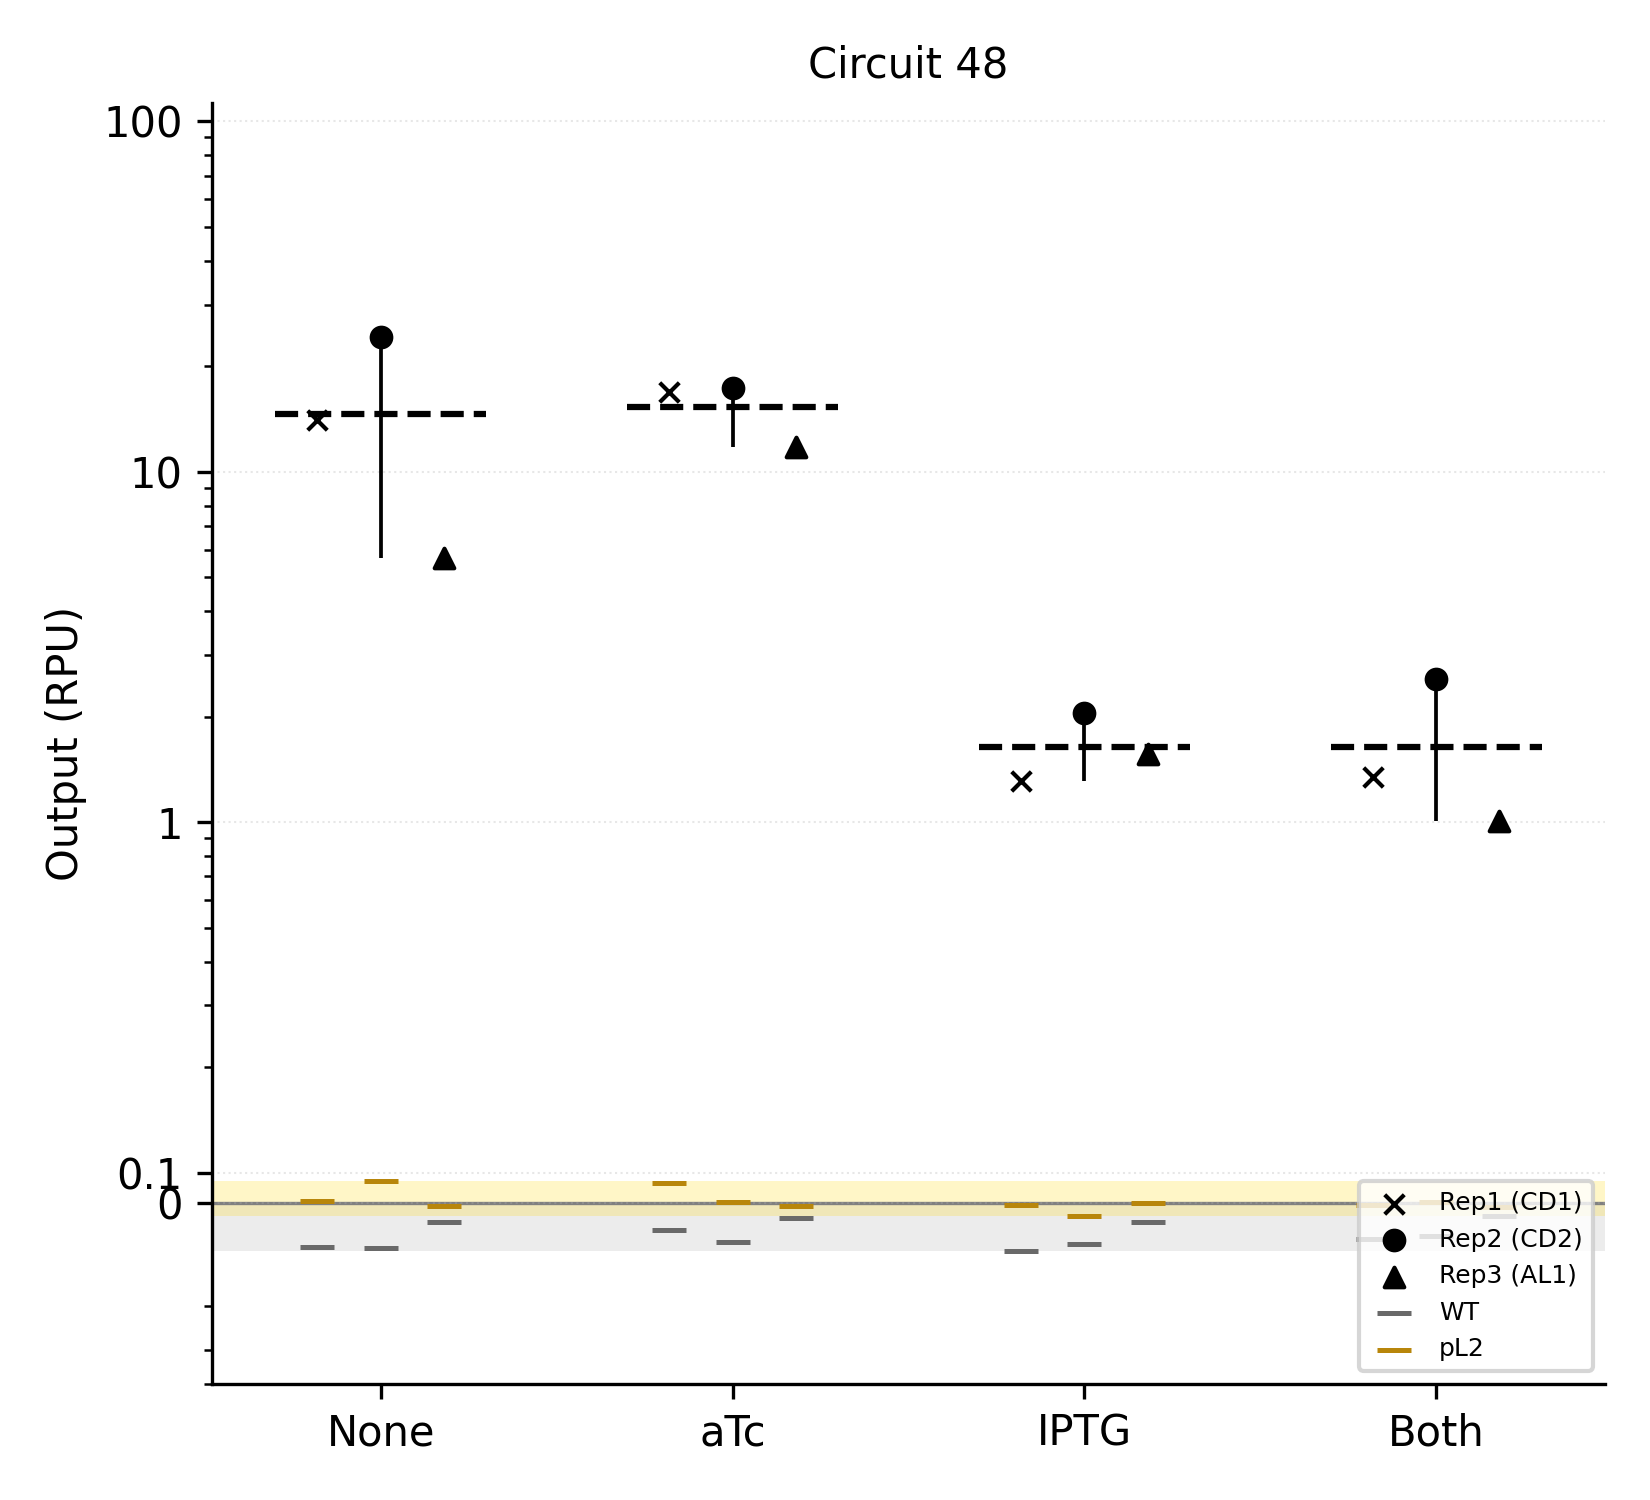 Circuit 48
100
10
1
0.1
0
Output (RPU)
None
aTc
IPTG
Both
Rep1 (CD1)
Rep2 (CD2)
Rep3 (AL1)
WT
pL2